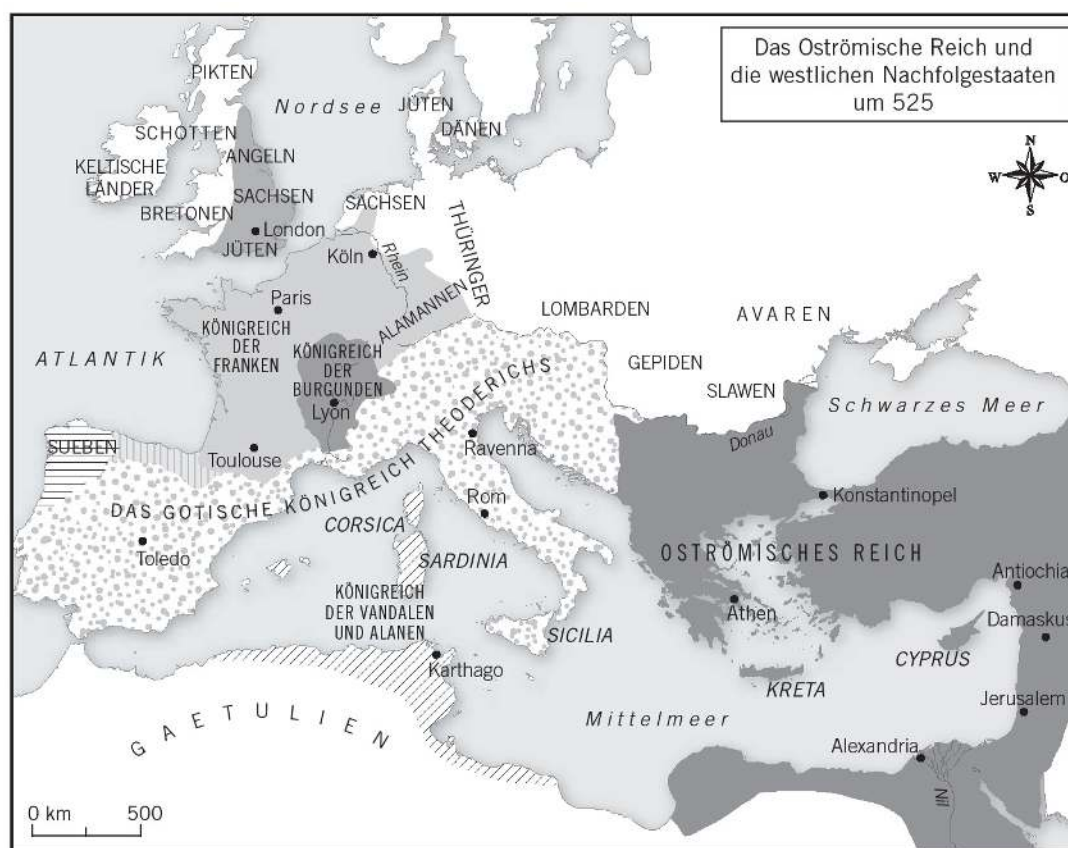 Das Oströmische Reich und
die westlichen Nachfolgestaaten
um 525
N
W
O
S
PIKTEN
Nordsee
JÜTEN
DÄNEN
SCHOTTEN
ANGELN
KELTISCHE
LÄNDER
SACHSEN
SACHSEN
BRETONEN
London
JÜTEN
THÜRINGER
Köln
Rhein
Paris
ALAMANNEN
LOMBARDEN
AVAREN
KÖNIGREICH
DER
FRANKEN
ATLANTIK
KÖNIGREICH
DER
BURGUNDEN
Lyon
GEPIDEN
SLAWEN
Schwarzes Meer
Donau
SUEBEN
Toulouse
Ravenna
DAS GOTISCHE KÖNIGREICH THEODERICHS
Rom
Konstantinopel
CORSICA
Toledo
SARDINIA
OSTRÖMISCHES REICH
Antiochia
KÖNIGREICH
DER VANDALEN
UND ALANEN
Athen
Damaskus
SICILIA
CYPRUS
Karthago
KRETA
Jerusalem
Mittelmeer
GAETULIEN
Alexandria
Nil
0 km 500